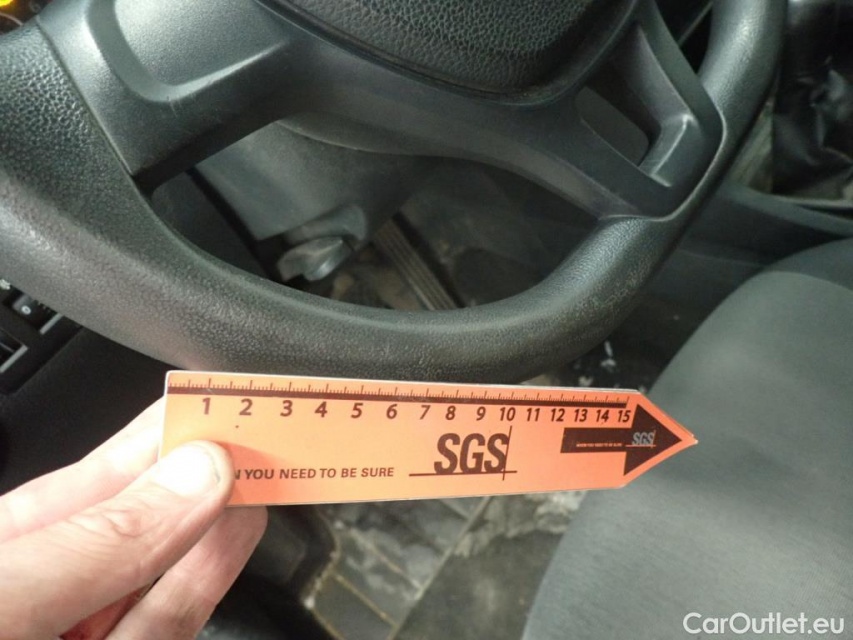 1 2 3 4 5 6 7 8 9 10 11 12 13 14 15
SGS
SGS
YOU NEED TO BE SURE
CarOutlet.eu